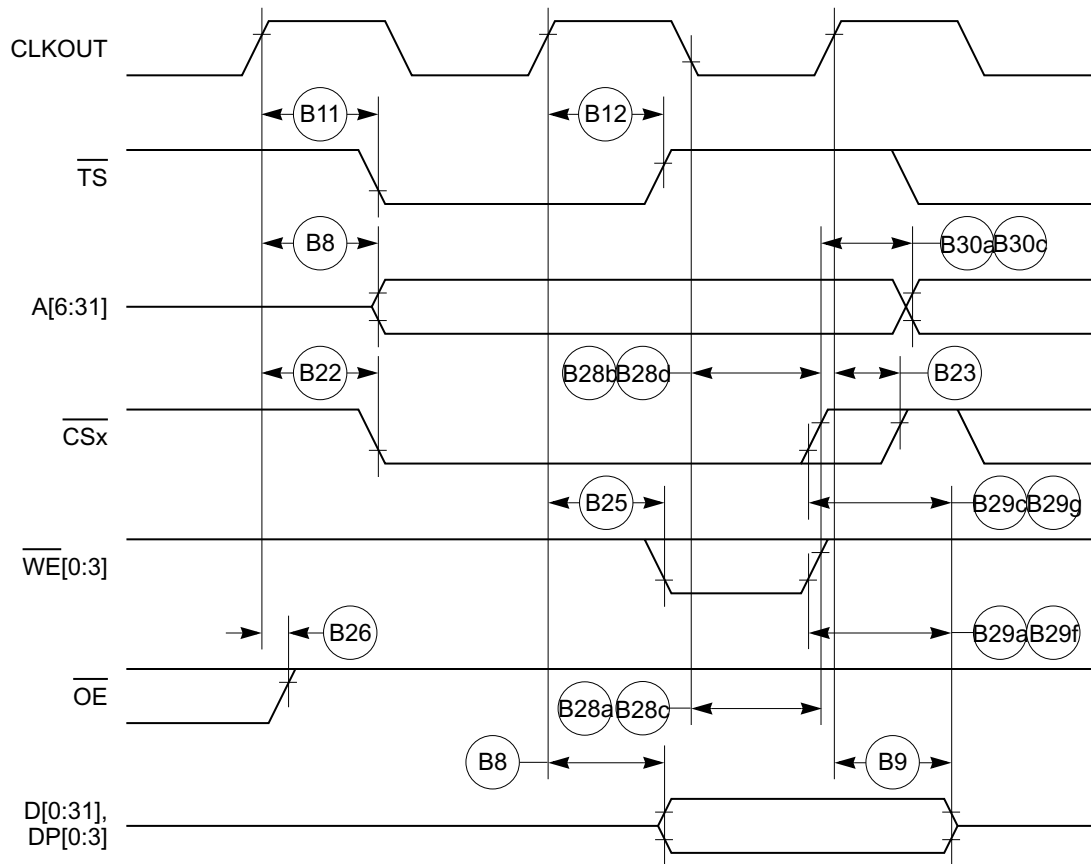 CLKOUT
B11
B12
TS
B8
B30a B30c
A[6:31]
B22
B28b B28d
B23
CSx
B25
B29c B29g
WE[0:3]
B26
B29a B29f
OE
B28a B28c
B8
B9
D[0:31],
DP[0:3]